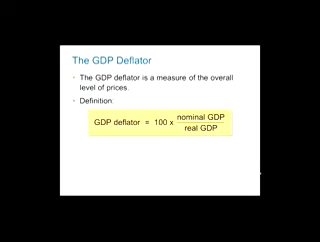 The GDP Deflator
• The GDP deflator is a measure of the overall
level of prices.
• Definition:
GDP deflator = 100 x nominal GDP
real GDP